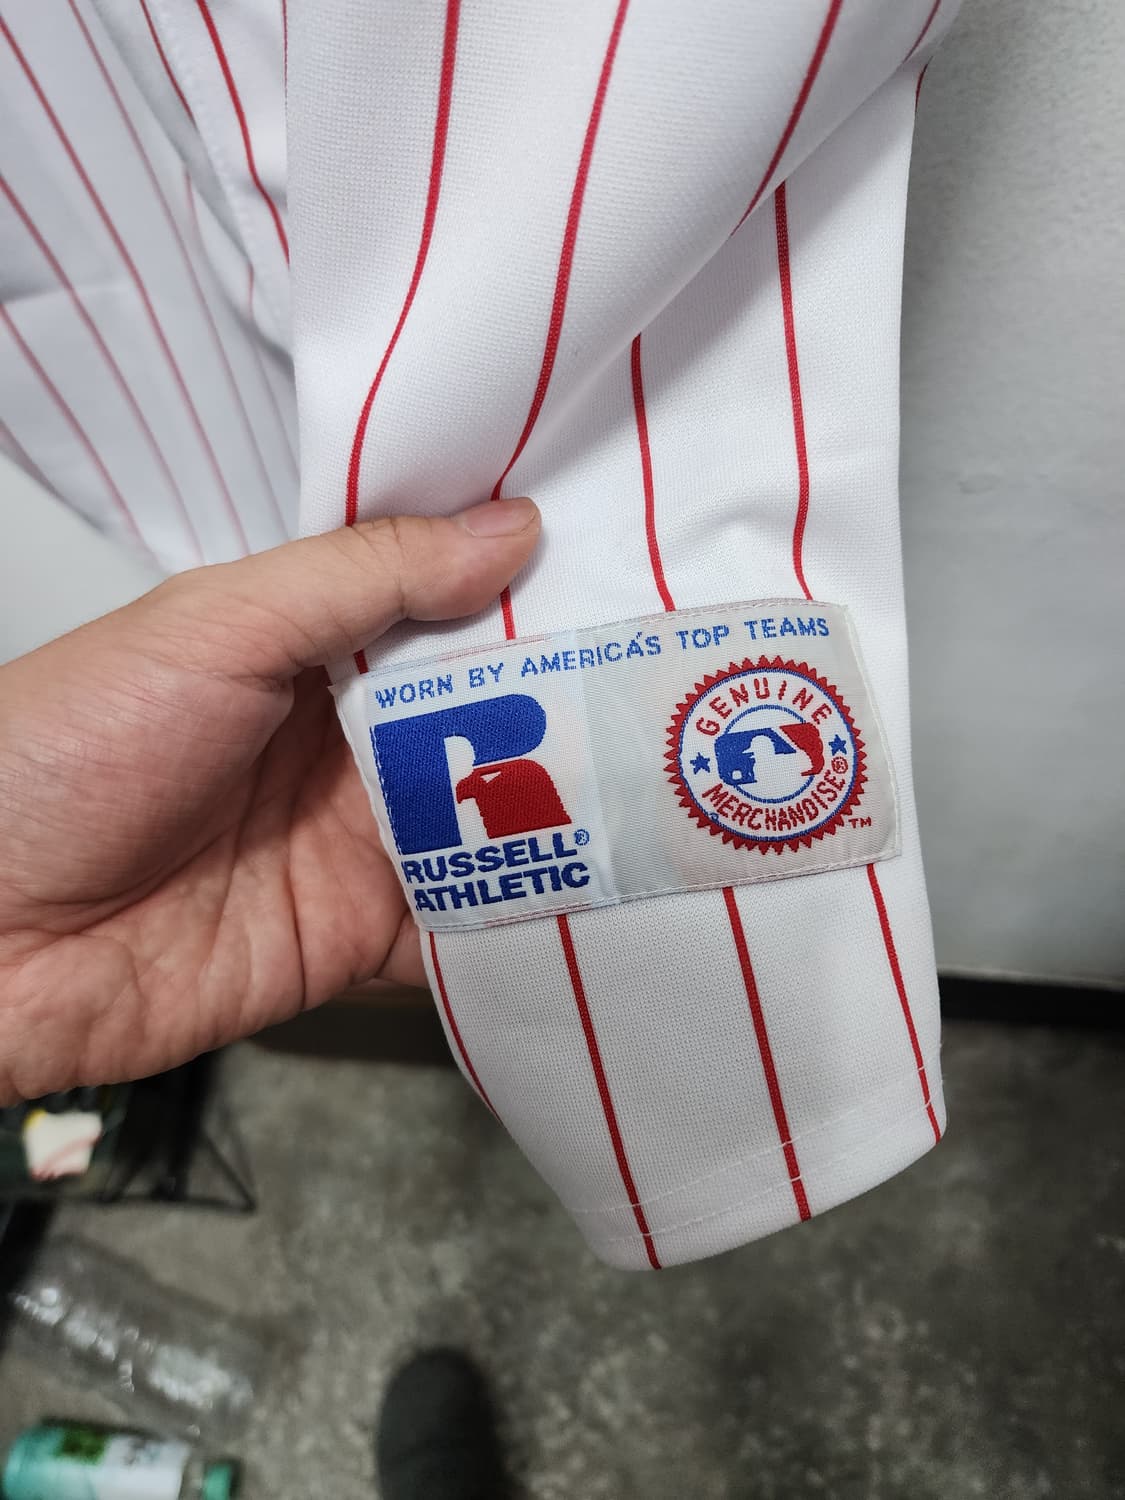 WORN BY AMERICA'S TOP TEAMS
RUSSELL®
ATHLETIC
GENUINE
MERCHANDISE®
™